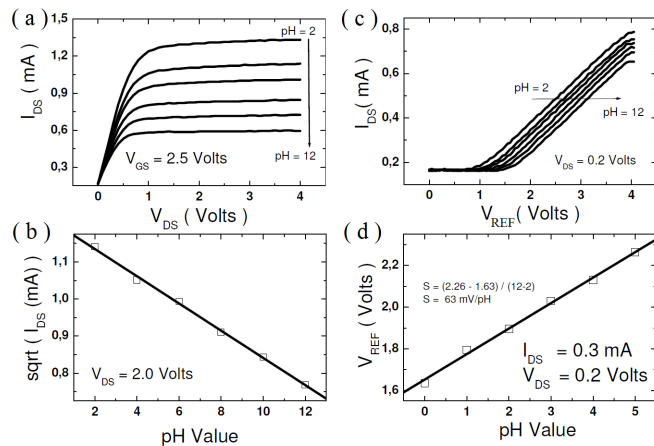 (a)
1,5
1,2
0,9
0,6
0,3
I_DS ( mA)
pH = 2
pH = 12
V_GS = 2.5 Volts
0 1 2 3 4
V_DS ( Volts)
(c)
0,8
0,6
0,4
0,2
I_DS( mA)
pH = 2
pH = 12
V_DS = 0.2 Volts
0 1 2 3 4
V_REF ( Volts)
(b)
1,2
1,1
1,0
0,9
0,8
sqrt ( I_DS (mA))
V_DS = 2.0 Volts
2 4 6 8 10 12
pH Value
(d)
2,4
2,2
2,0
1.8
1.6
V_REF ( Volts)
S = (2.26 - 1.63) / (12-2)
S = 63 mV/pH
I_DS = 0.3 mA
V_DS = 0.2 Volts
0 1 2 3 4 5
pH Value